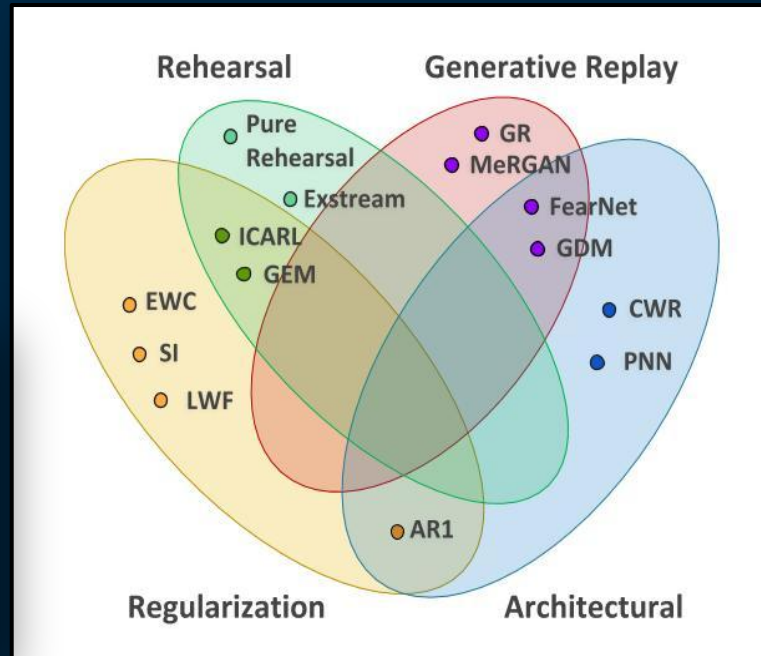 Rehearsal
Generative Replay
Pure
Rehearsal
Exstream
ICARL
GEM
GR
MeRGAN
FearNet
GDM
EWC
SI
LWF
CWR
PNN
AR1
Regularization
Architectural